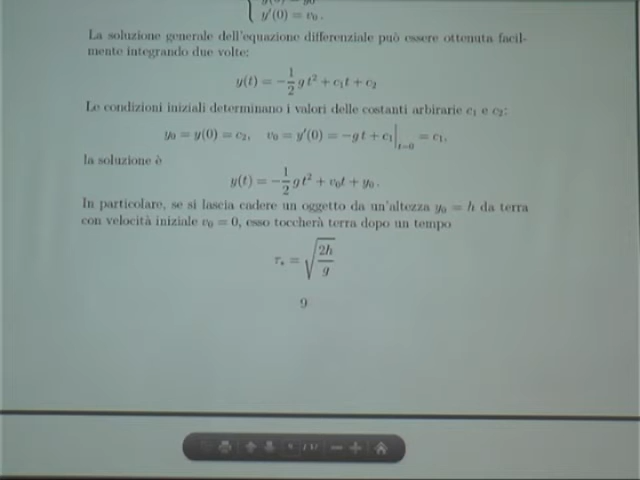 y′(0) = v₀ .
La soluzione generale dell'equazione differenziale può essere ottenuta facil-
mente integrando due volte:
y(t) = −1/2 g t² + c₁t + c₂
Le condizioni iniziali determinano i valori delle costanti arbirarie c₁ e c₂:
y₀ = y(0) = c₂, v₀ = y′(0) = −g t + c₁|ₜ₌₀ = c₁,
la soluzione è
y(t) = −1/2 g t² + v₀t + y₀ .
In particolare, se si lascia cadere un oggetto da un'altezza y₀ = h da terra
con velocità iniziale v₀ = 0, esso toccherà terra dopo un tempo
τ* = √(2h/g)
9